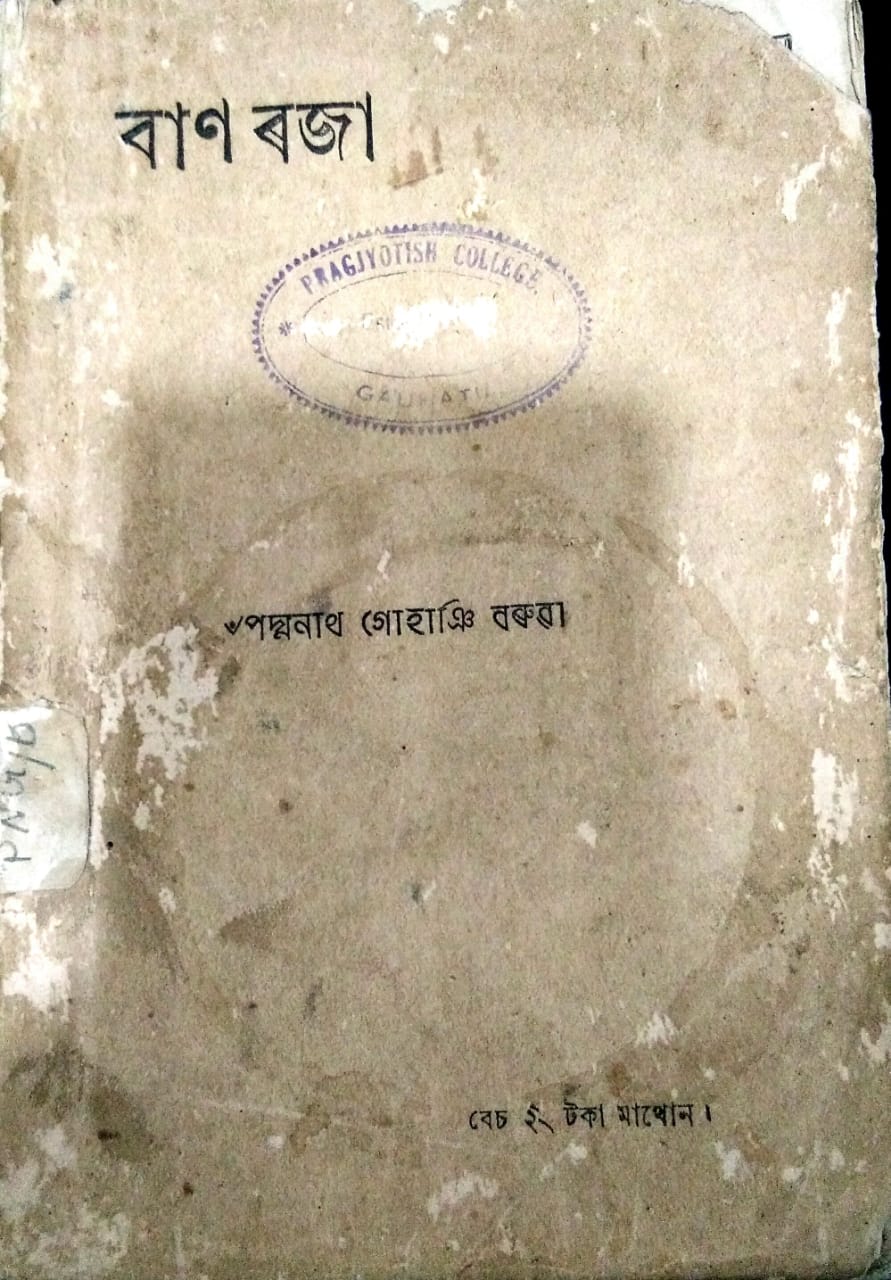 বাণ ৰজা
PRAGJYOTISH COLLEGE
GAUHATI
৺পদ্মনাথ গোহাঞি বৰুৱা
বেচ ২৲ টকা মাথোন।